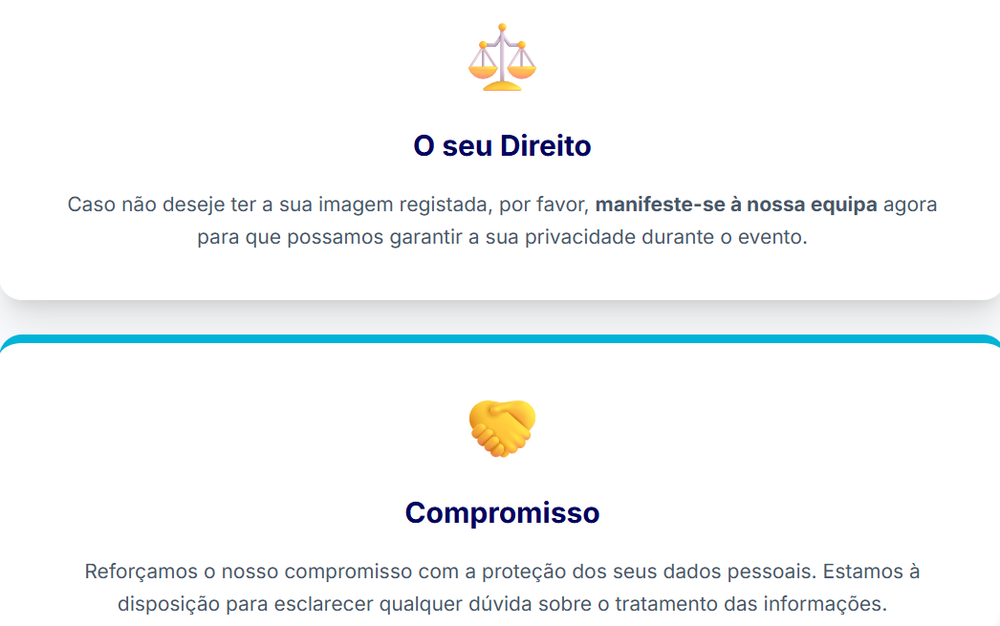 O seu Direito
Caso não deseje ter a sua imagem registada, por favor, manifeste-se à nossa equipa agora
para que possamos garantir a sua privacidade durante o evento.
Compromisso
Reforçamos o nosso compromisso com a proteção dos seus dados pessoais. Estamos à
disposição para esclarecer qualquer dúvida sobre o tratamento das informações.